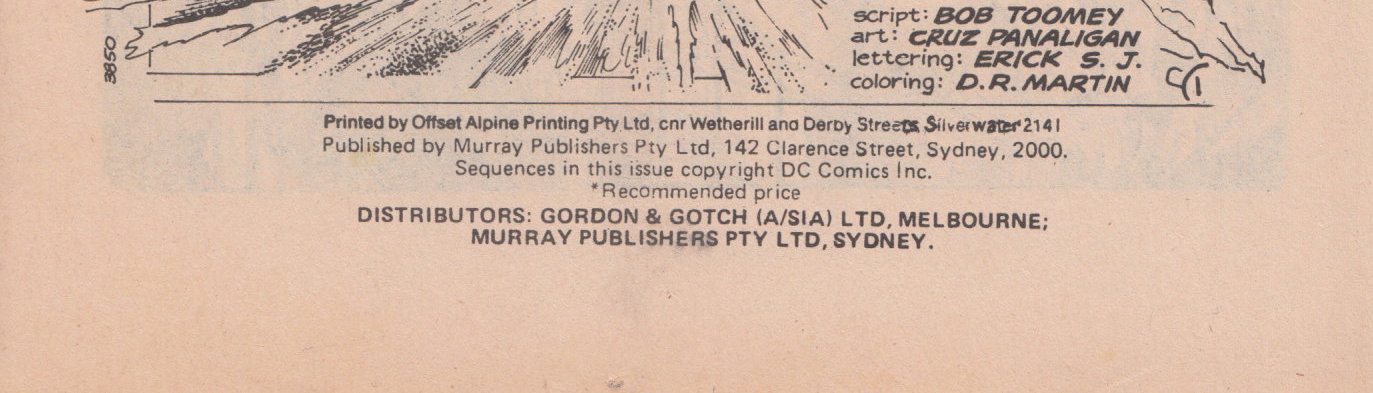 script: BOB TOOMEY
art: CRUZ PANALIGAN
lettering: ERICK S. J.
coloring: D.R. MARTIN
3850
Printed by Offset Alpine Printing Pty Ltd, cnr Wetherill and Derby Streets Silverwater 2141
Published by Murray Publishers Pty Ltd, 142 Clarence Street, Sydney, 2000.
Sequences in this issue copyright DC Comics Inc.
*Recommended price
DISTRIBUTORS: GORDON & GOTCH (A/SIA) LTD, MELBOURNE;
MURRAY PUBLISHERS PTY LTD, SYDNEY.